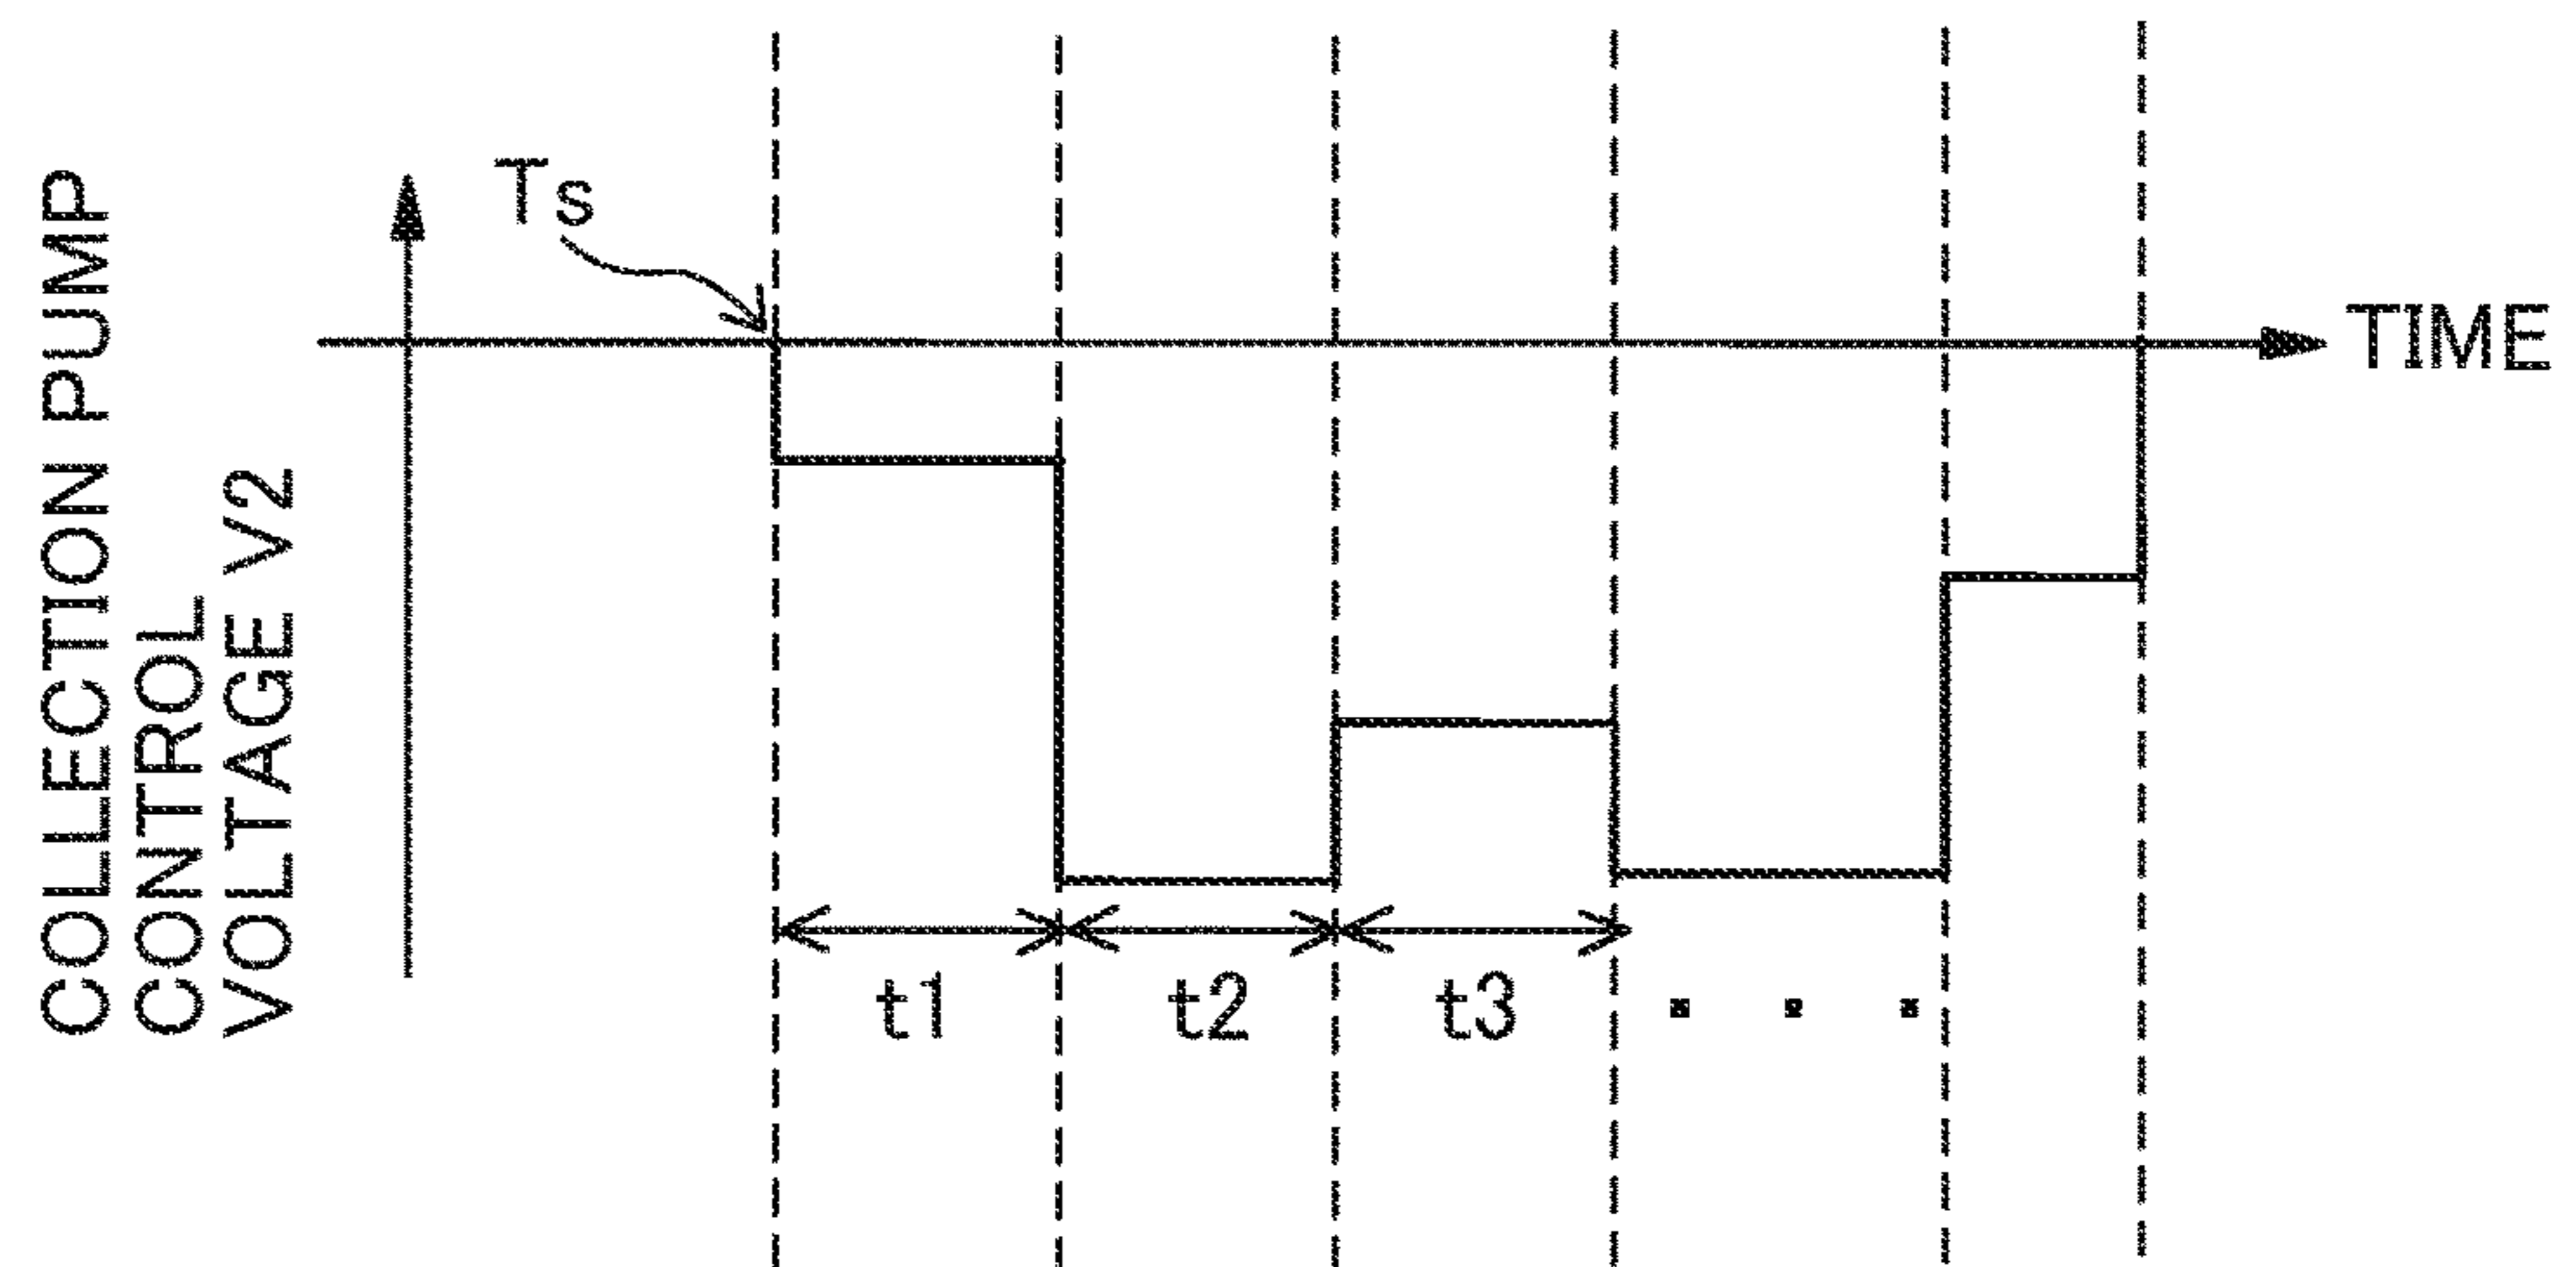 COLLECTION PUMP
CONTROL
VOLTAGE V2
Ts
TIME
t1
t2
t3
. . .